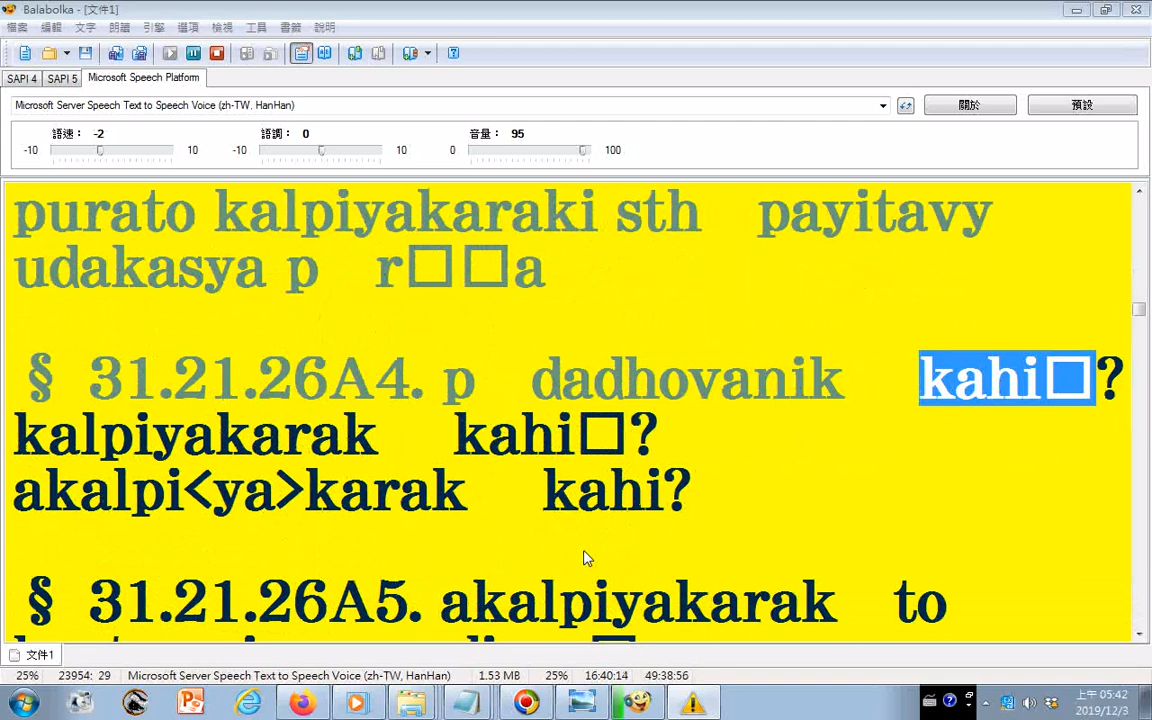 Balabolka - [文件1]
檔案 編輯 文字 朗讀 引擎 選項 檢視 工具 書籤 說明
SAPI 4 SAPI 5 Microsoft Speech Platform
Microsoft Server Speech Text to Speech Voice (zh-TW, HanHan) 關於 預設
語速： -2 語調： 0 音量： 95
-10 10 -10 10 0 100
purato kalpiyakaraki sth payitavy
udakasya p r□□a
§ 31.21.26A4. p dadhovanik kahi□?
kalpiyakarak kahi□?
akalpi<ya>karak kahi?
§ 31.21.26A5. akalpiyakarak to
文件1
25% 23954: 29 Microsoft Server Speech Text to Speech Voice (zh-TW, HanHan) 1.53 MB 25% 16:40:14 49:38:56
上午 05:42
2019/12/3